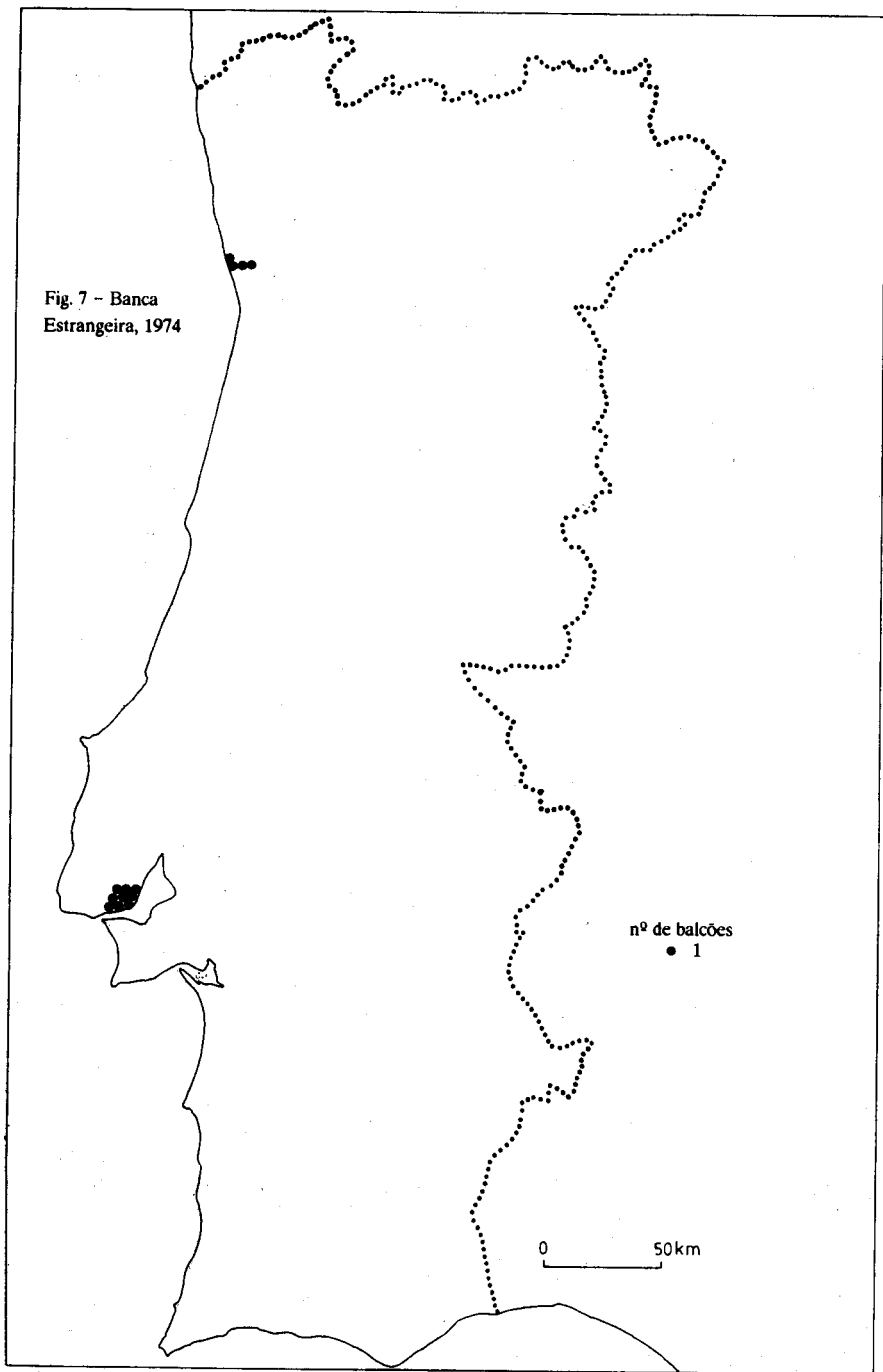 Fig. 7 – Banca
Estrangeira, 1974
nº de balcões
1
0 50km